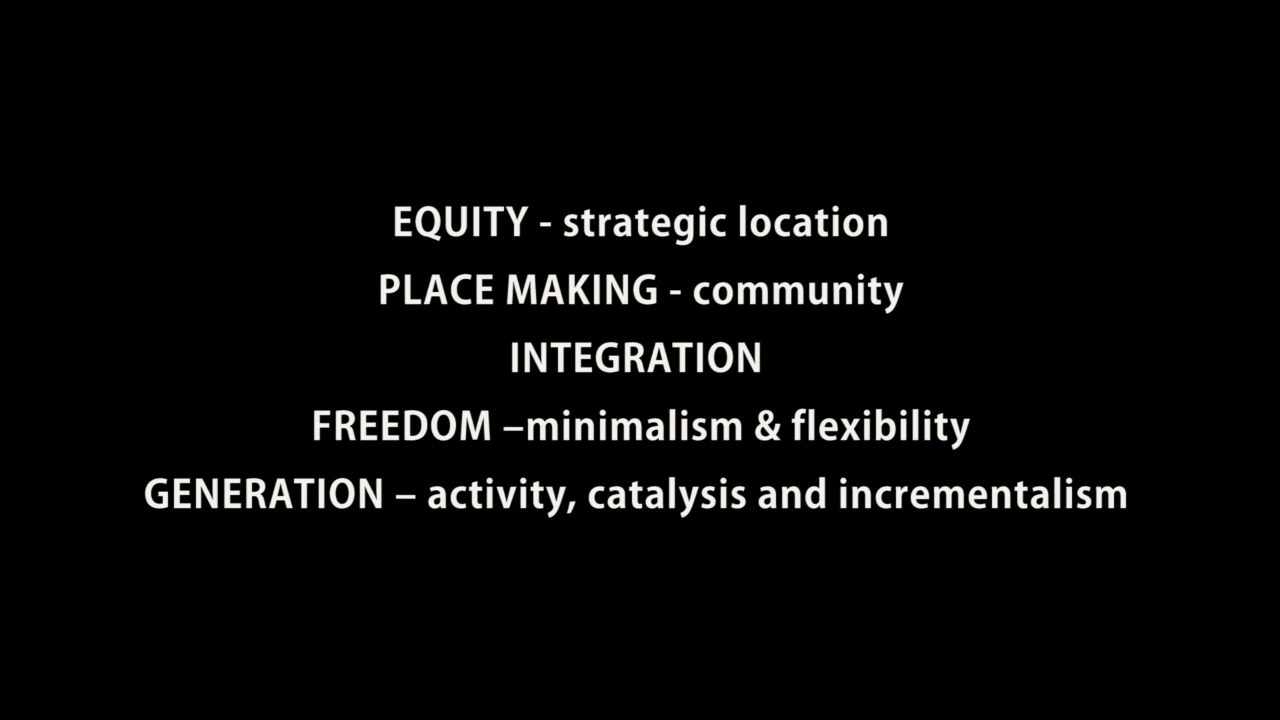 EQUITY - strategic location
PLACE MAKING - community
INTEGRATION
FREEDOM –minimalism & flexibility
GENERATION – activity, catalysis and incrementalism